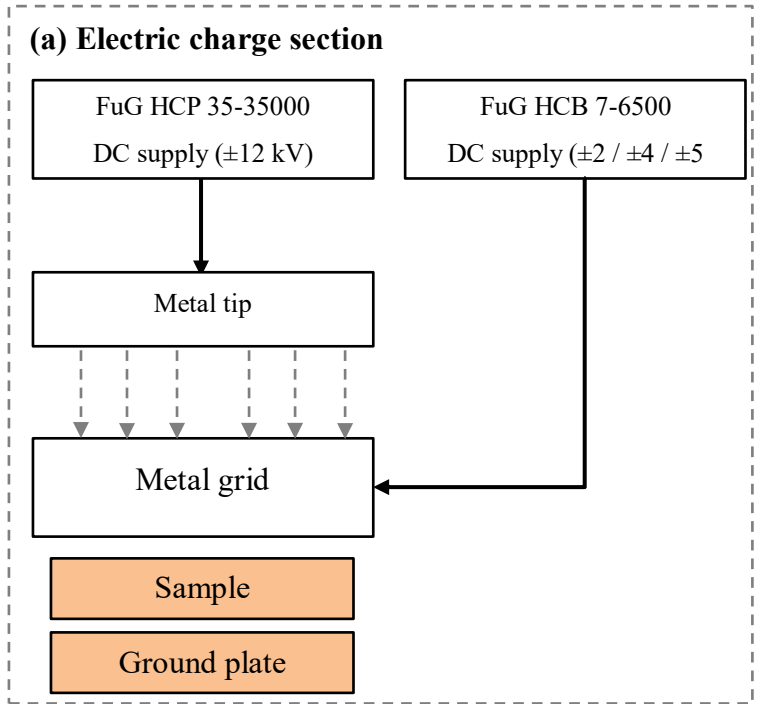 (a) Electric charge section
FuG HCP 35-35000
DC supply (±12 kV)
FuG HCB 7-6500
DC supply (±2 / ±4 / ±5
Metal tip
Metal grid
Sample
Ground plate